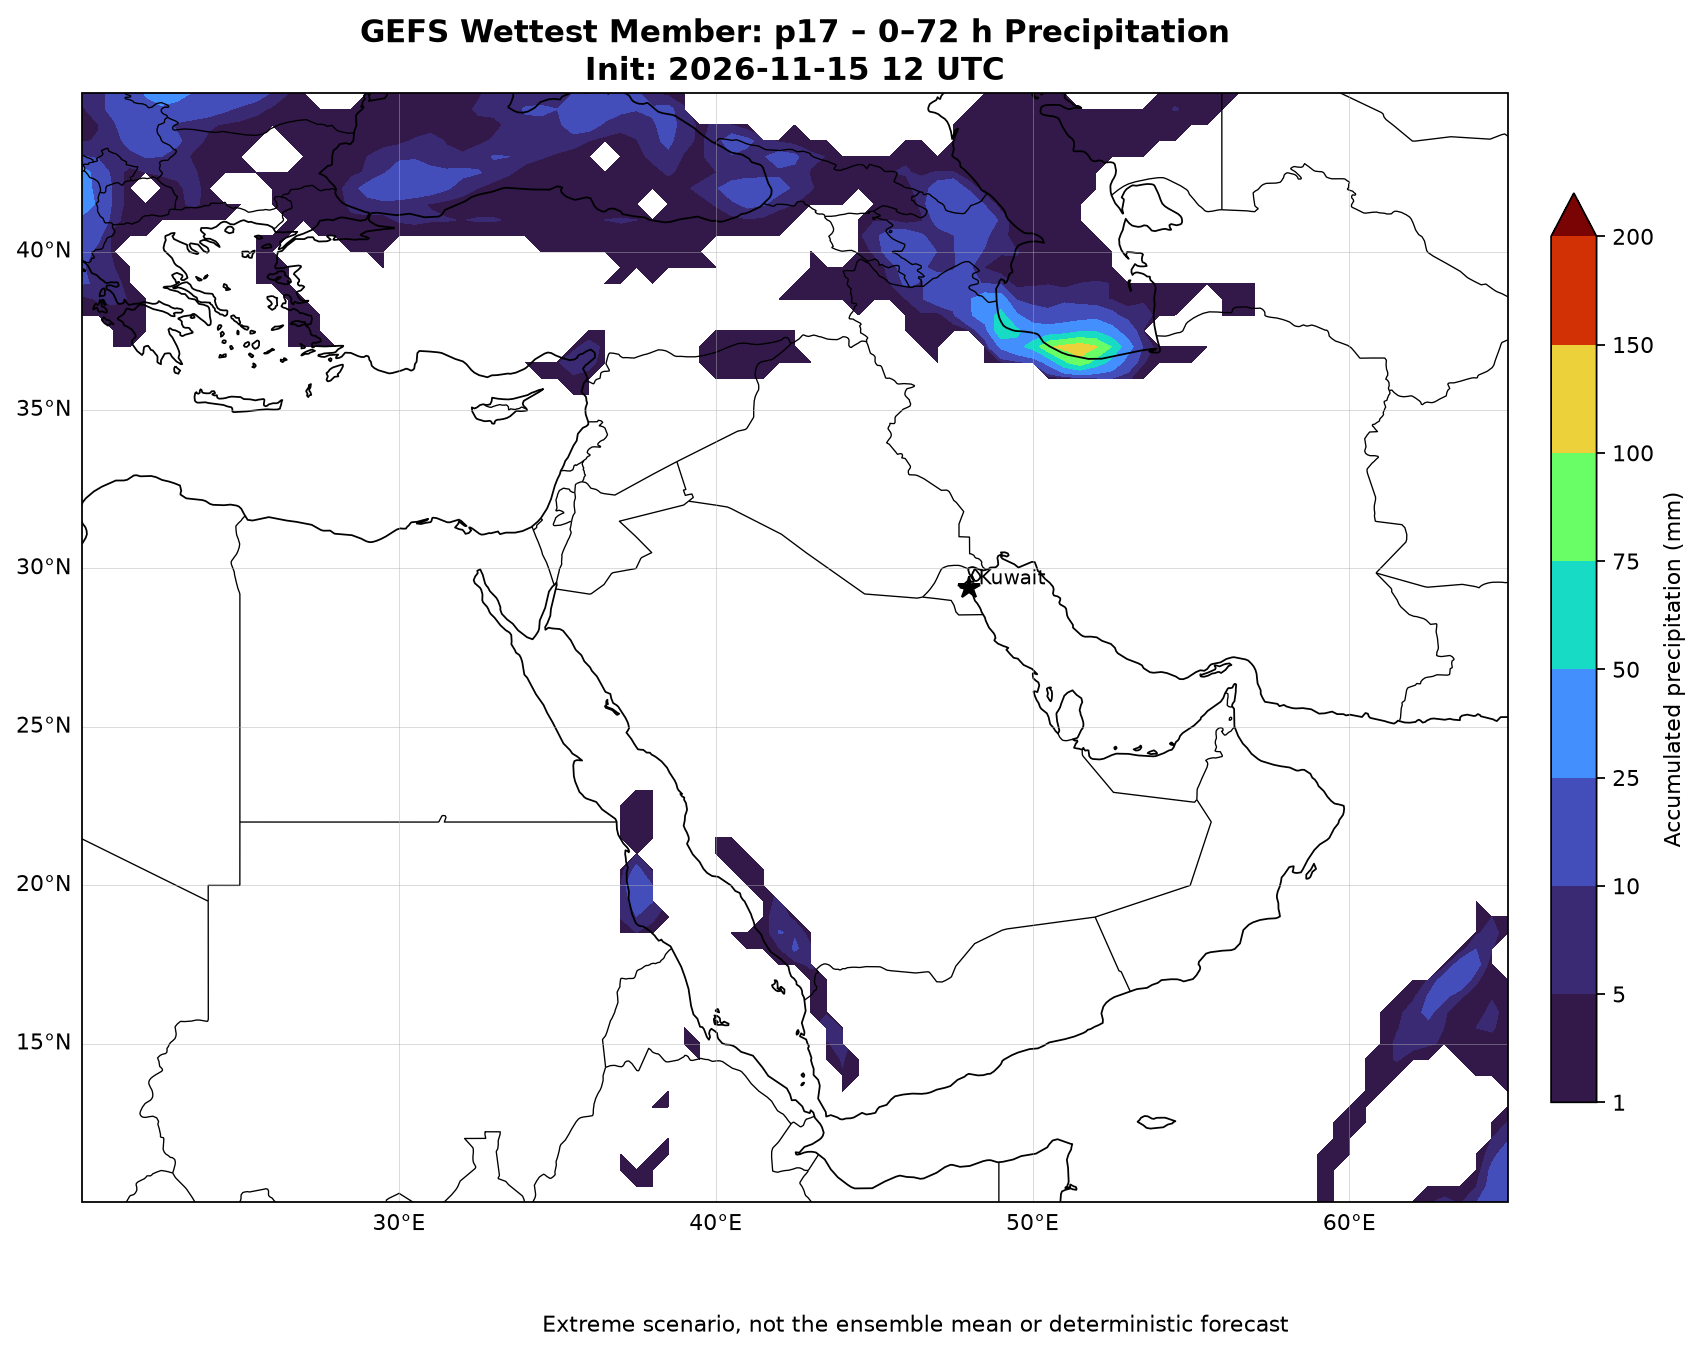 GEFS Wettest Member: p17 – 0–72 h Precipitation
Init: 2026-11-15 12 UTC
40°N
35°N
30°N
25°N
20°N
15°N
30°E
40°E
50°E
60°E
Kuwait
200
150
100
75
50
25
10
5
1
Accumulated precipitation (mm)
Extreme scenario, not the ensemble mean or deterministic forecast